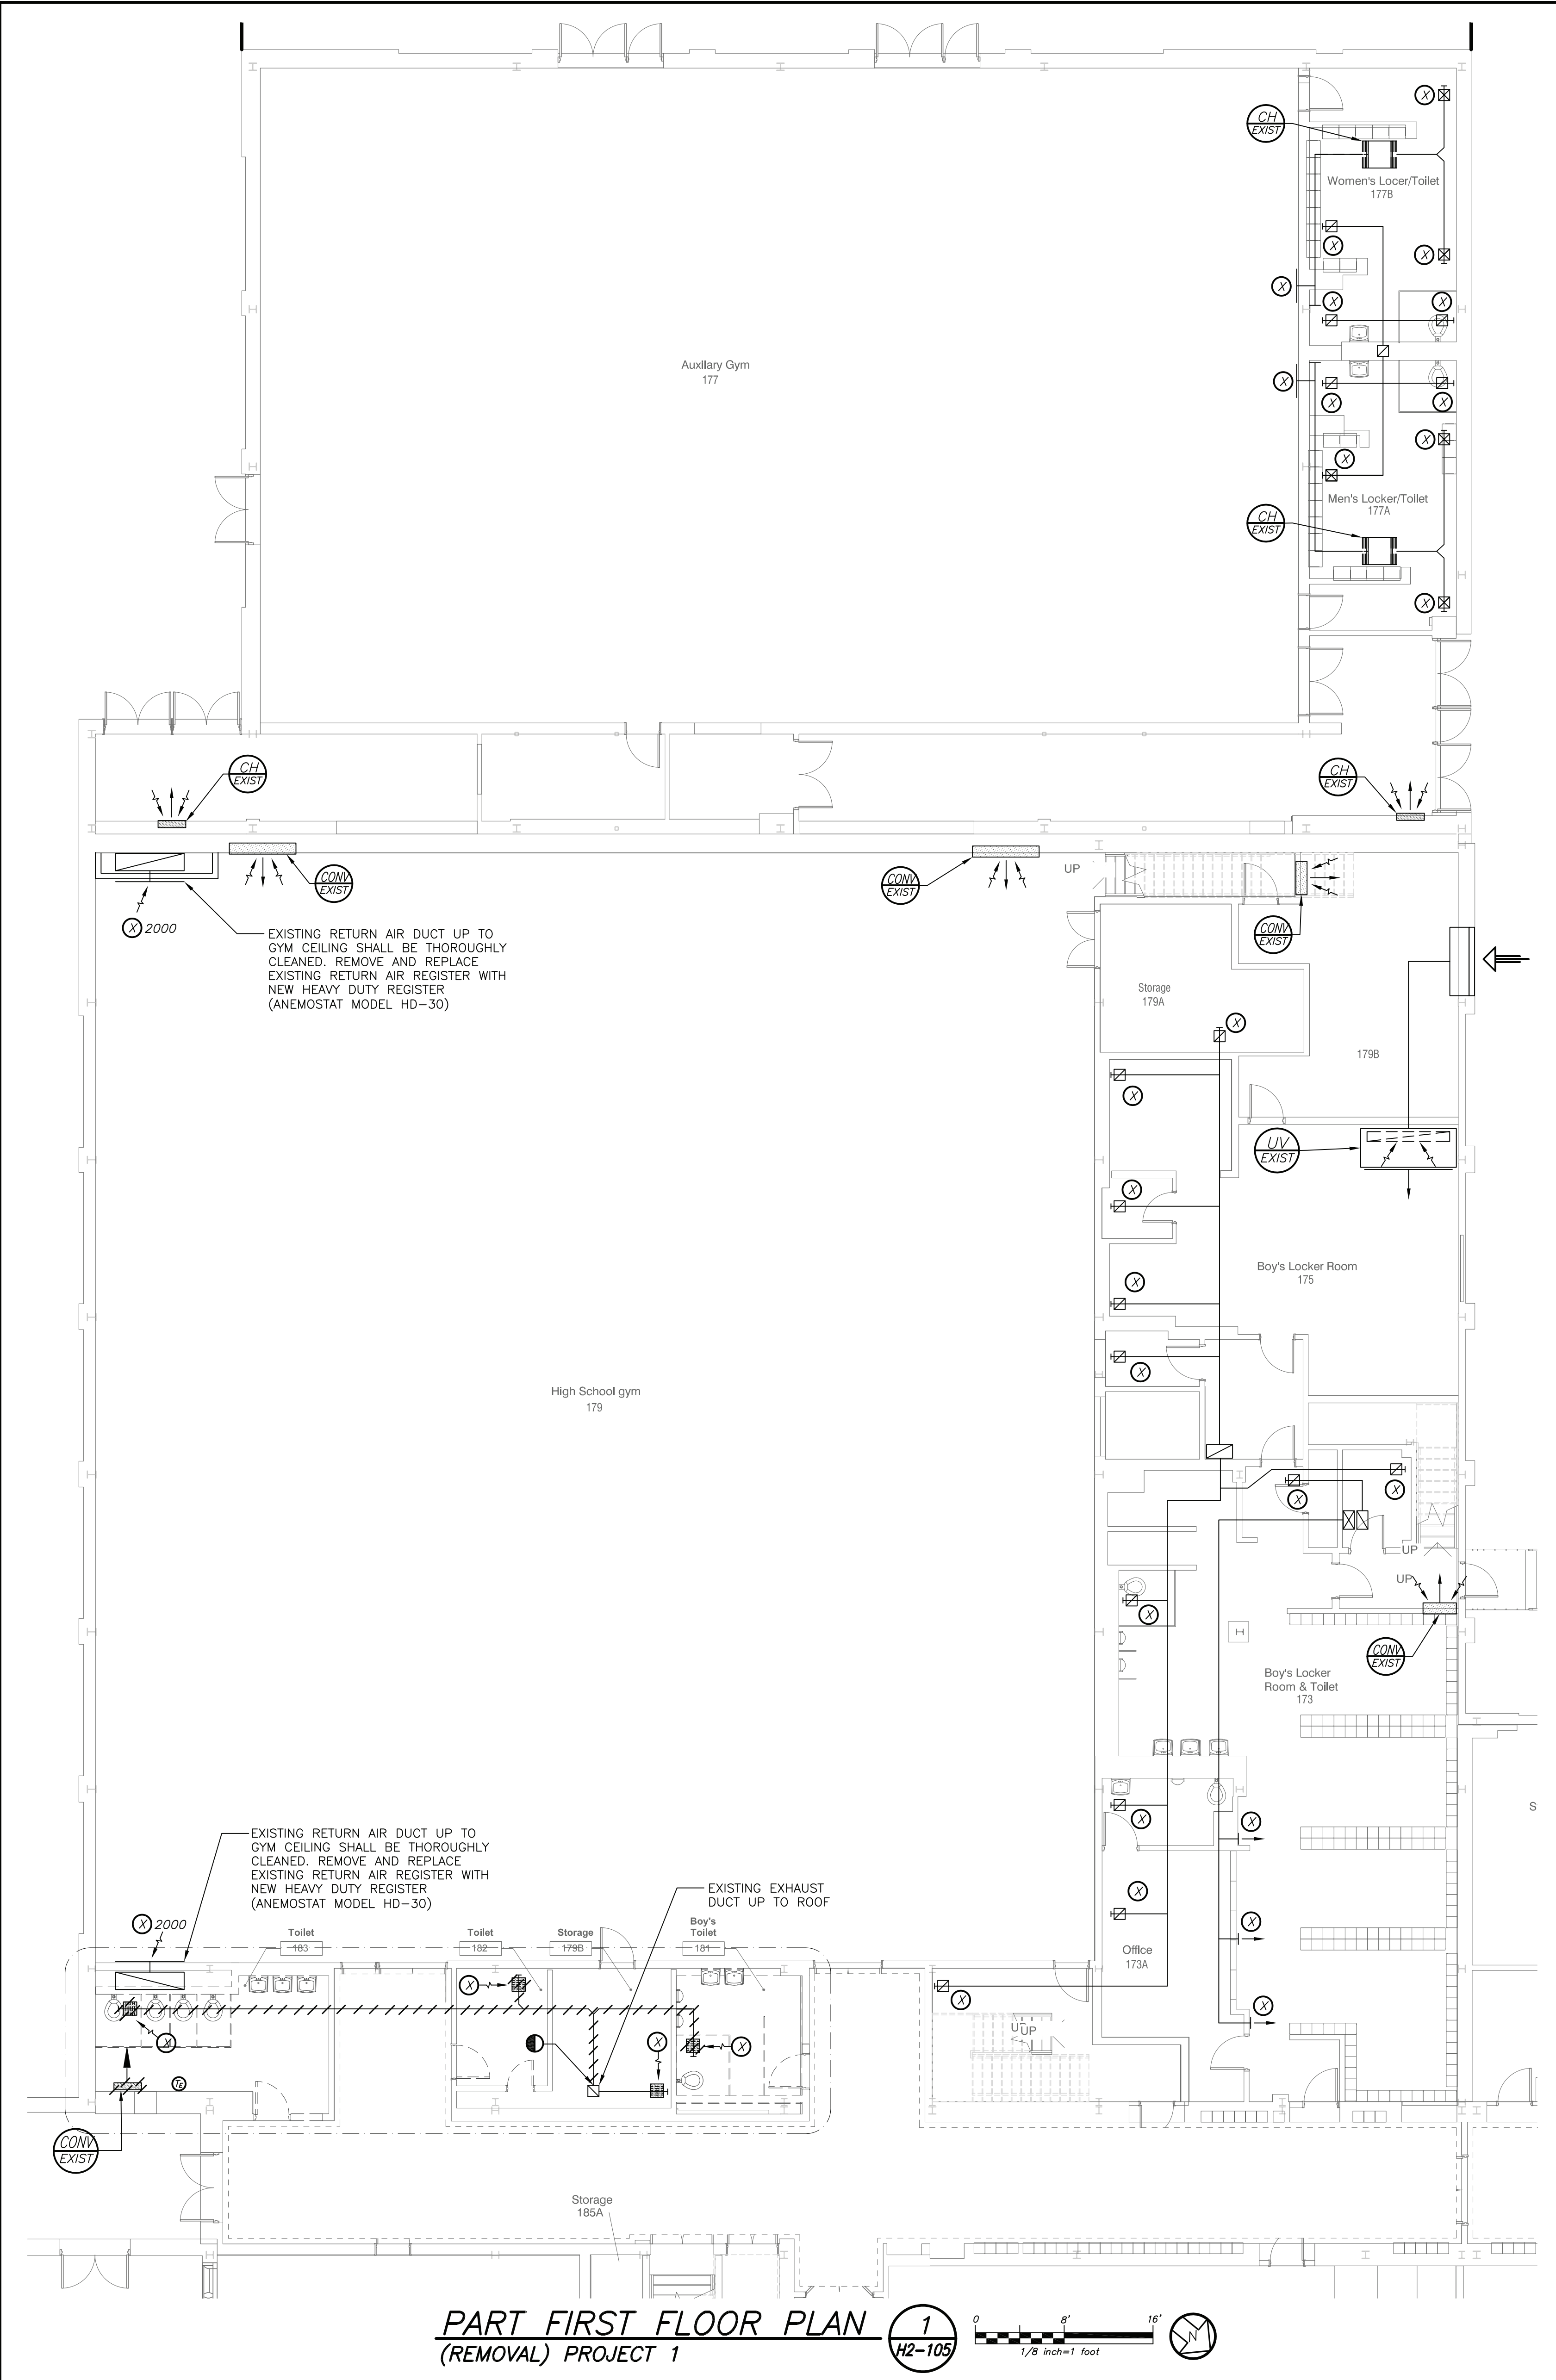 X
CH
EXIST
Women's Locer/Toilet
177B
X
X
X
X
X
Auxiliary Gym
177
X
X
X
X
X
CH
EXIST
Men's Locker/Toilet
177A
X
CH
EXIST
CH
EXIST
CONV
EXIST
CONV
EXIST
UP
CONV
EXIST
X 2000
EXISTING RETURN AIR DUCT UP TO
GYM CEILING SHALL BE THOROUGHLY
CLEANED. REMOVE AND REPLACE
EXISTING RETURN AIR REGISTER WITH
NEW HEAVY DUTY REGISTER
(ANEMOSTAT MODEL HD-30)
Storage
179A
X
179B
X
UV
EXIST
X
Boy's Locker Room
175
X
X
High School gym
179
X
X
UP
UP
X
CONV
EXIST
Boy's Locker
Room & Toilet
173
S
X
X
EXISTING RETURN AIR DUCT UP TO
GYM CEILING SHALL BE THOROUGHLY
CLEANED. REMOVE AND REPLACE
EXISTING RETURN AIR REGISTER WITH
NEW HEAVY DUTY REGISTER
(ANEMOSTAT MODEL HD-30)
EXISTING EXHAUST
DUCT UP TO ROOF
X
X 2000
X
Toilet
183
Toilet
182
Storage
179B
Boy's
Toilet
181
Office
173A
X
X
X
X
X
X
UP
UP
TE
CONV
EXIST
Storage
185A
PART FIRST FLOOR PLAN
(REMOVAL) PROJECT 1
1
H2-105
0 8' 16'
1/8 inch=1 foot
N